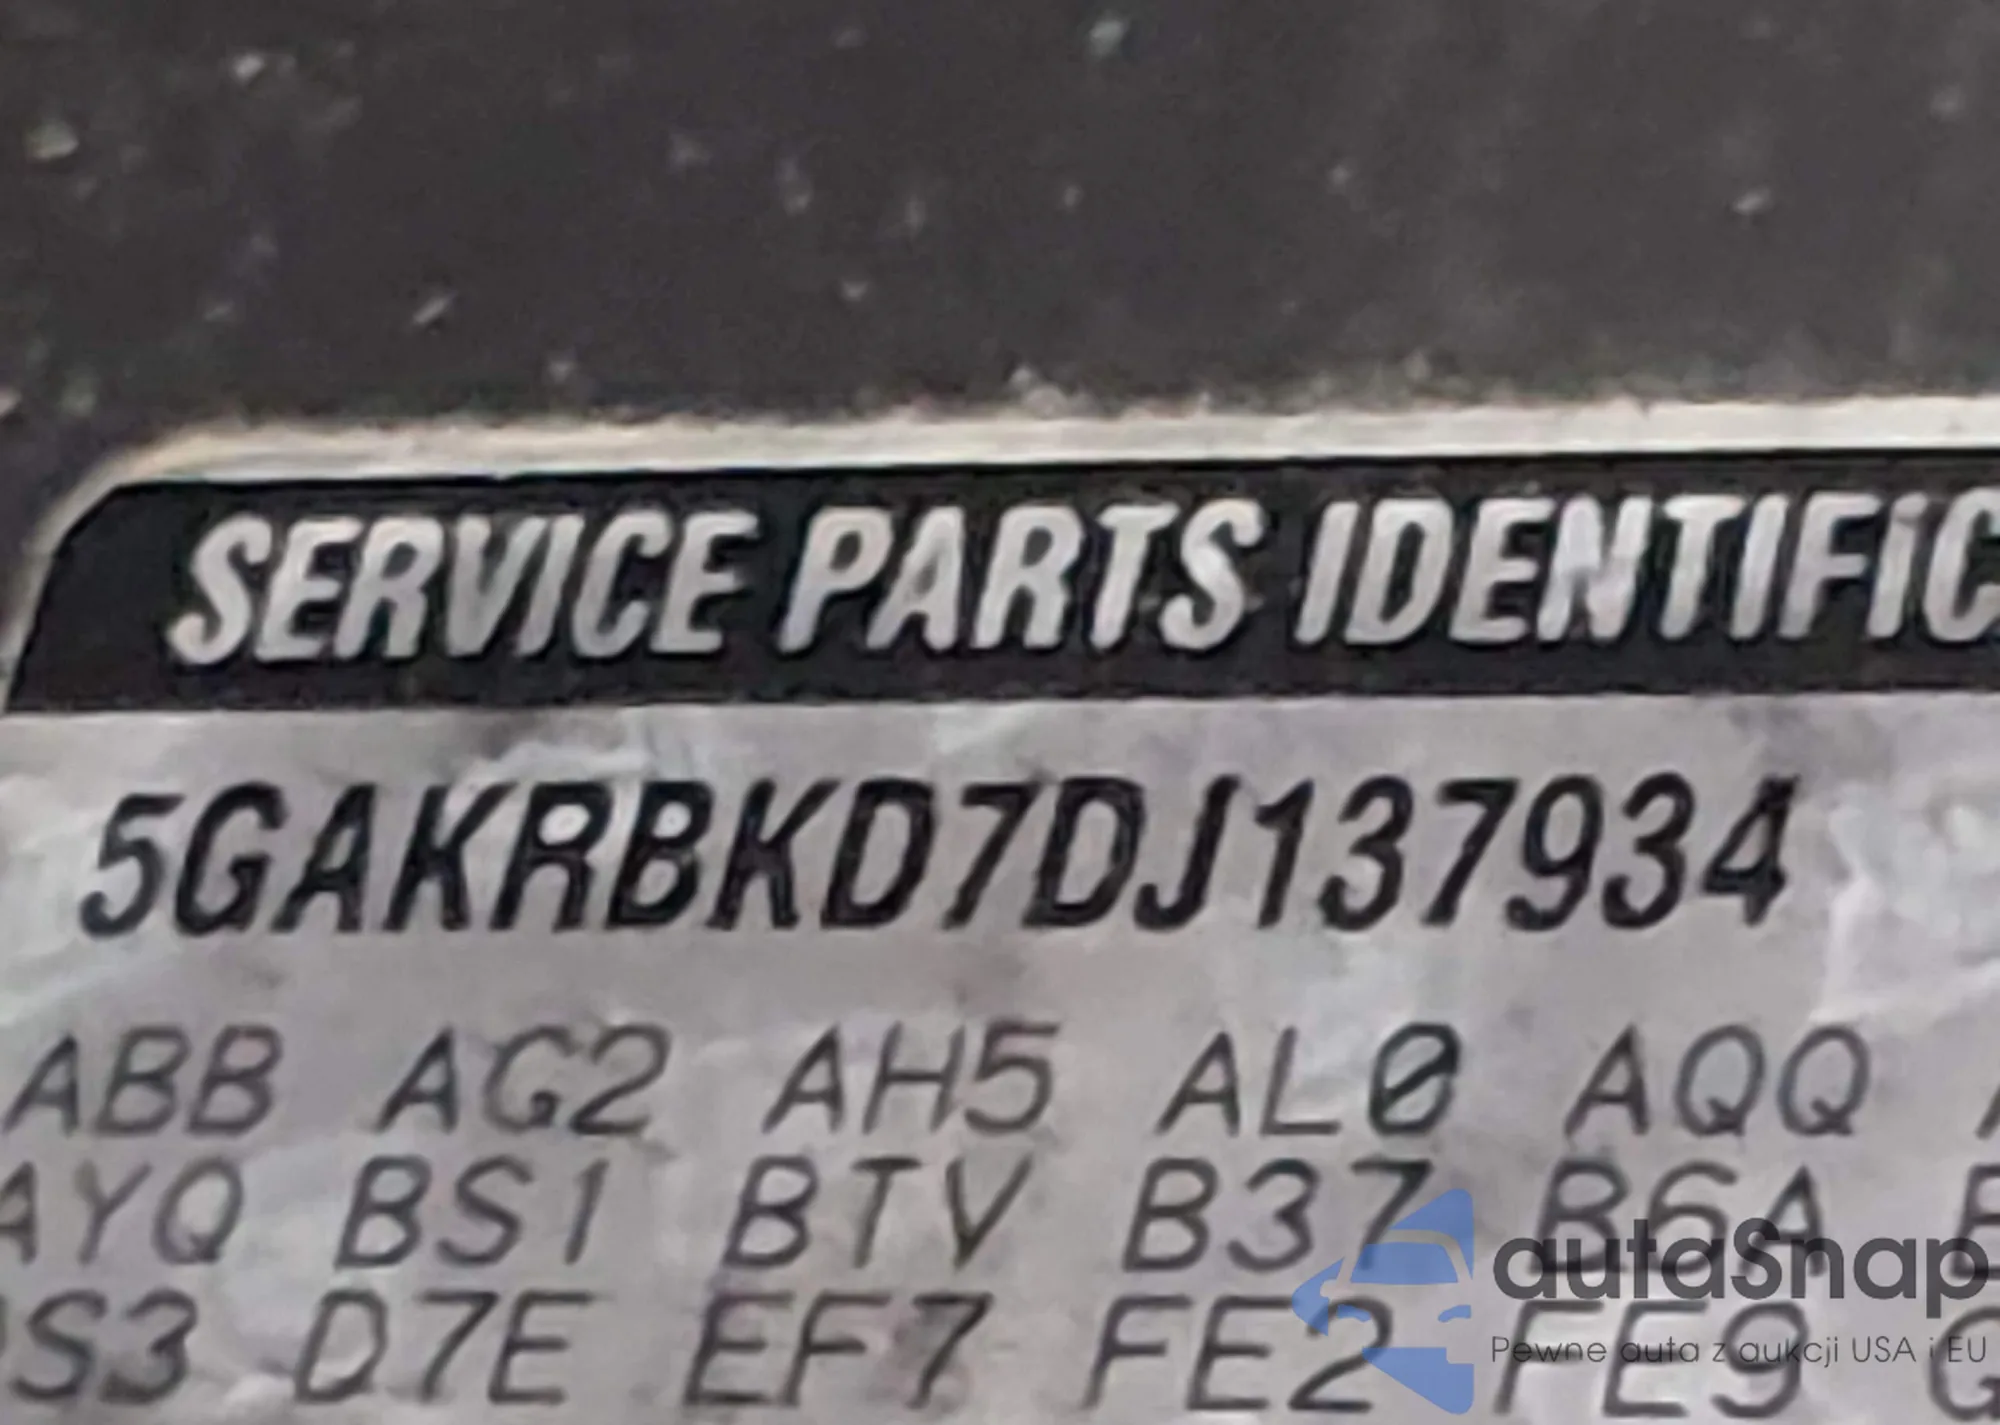 SERVICE PARTS IDENTIFIC
5GAKRBKD7DJ137934
ABB AG2 AH5 AL0 AQQ
AYQ BS1 BTV B37 B6A
S3 D7E EF7 FE2 FE9 G
autaSnap
Pewne auta z aukcji USA i EU